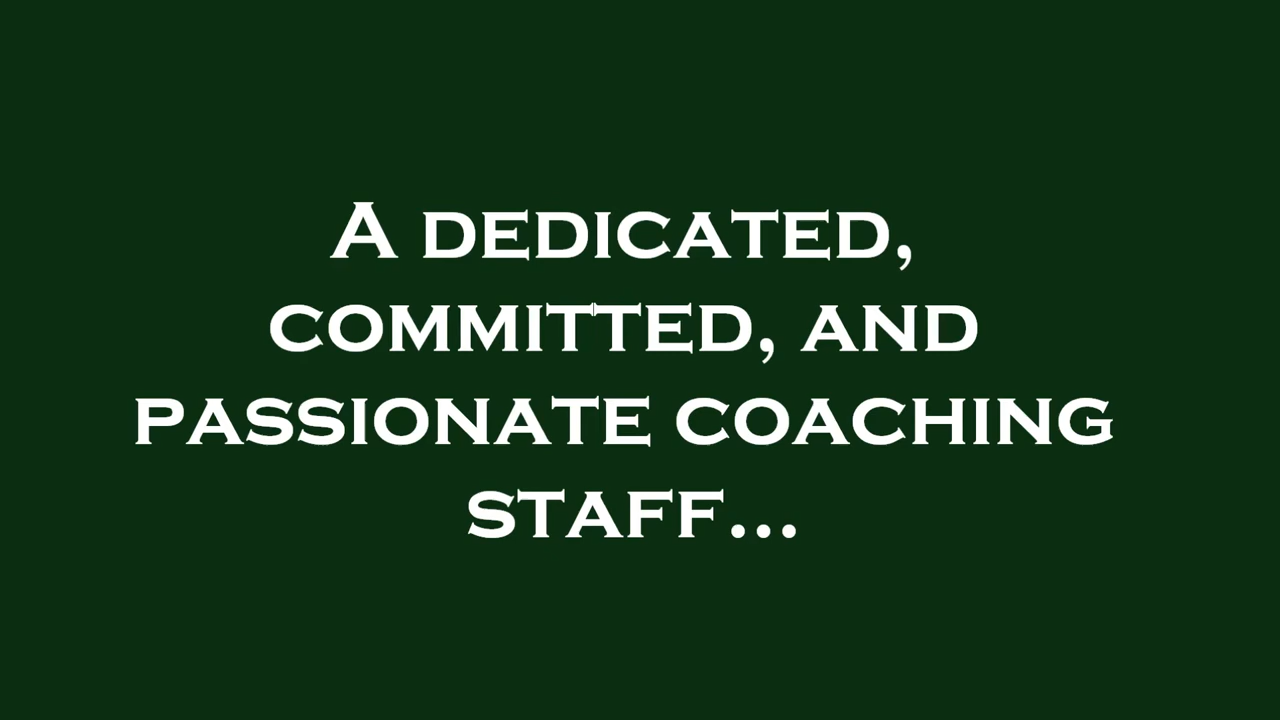 A DEDICATED,
COMMITTED, AND
PASSIONATE COACHING
STAFF...